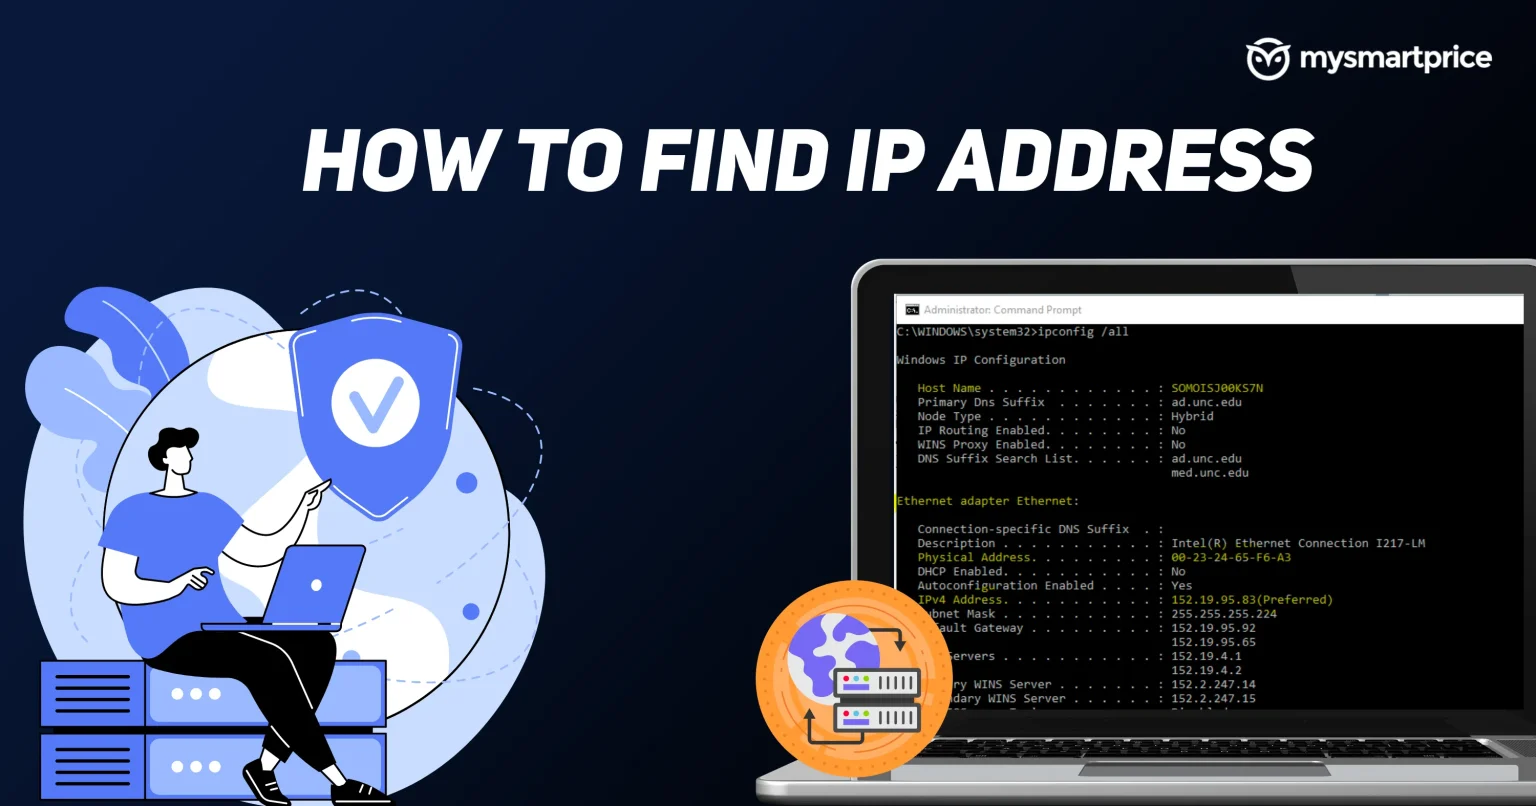 mysmartprice
HOW TO FIND IP ADDRESS
Administrator: Command Prompt
C:\WINDOWS\system32>ipconfig /all
Windows IP Configuration
Host Name . . . . . . . . . . . . : SOMOISJ00KS7N
Primary Dns Suffix . . . . . . . : ad.unc.edu
Node Type . . . . . . . . . . . . : Hybrid
IP Routing Enabled. . . . . . . . : No
WINS Proxy Enabled. . . . . . . . : No
DNS Suffix Search List. . . . . . : ad.unc.edu
med.unc.edu
Ethernet adapter Ethernet:
Connection-specific DNS Suffix . :
Description . . . . . . . . . . . : Intel(R) Ethernet Connection I217-LM
Physical Address. . . . . . . . . : 00-23-24-65-F6-A3
DHCP Enabled. . . . . . . . . . . : No
Autoconfiguration Enabled . . . . : Yes
IPv4 Address. . . . . . . . . . . : 152.19.95.83(Preferred)
ubnet Mask . . . . . . . . . . . : 255.255.255.224
ault Gateway . . . . . . . . . : 152.19.95.92
152.19.95.65
ervers . . . . . . . . . . . : 152.19.4.1
152.19.4.2
ry WINS Server . . . . . . . : 152.2.247.14
dary WINS Server . . . . . . : 152.2.247.15